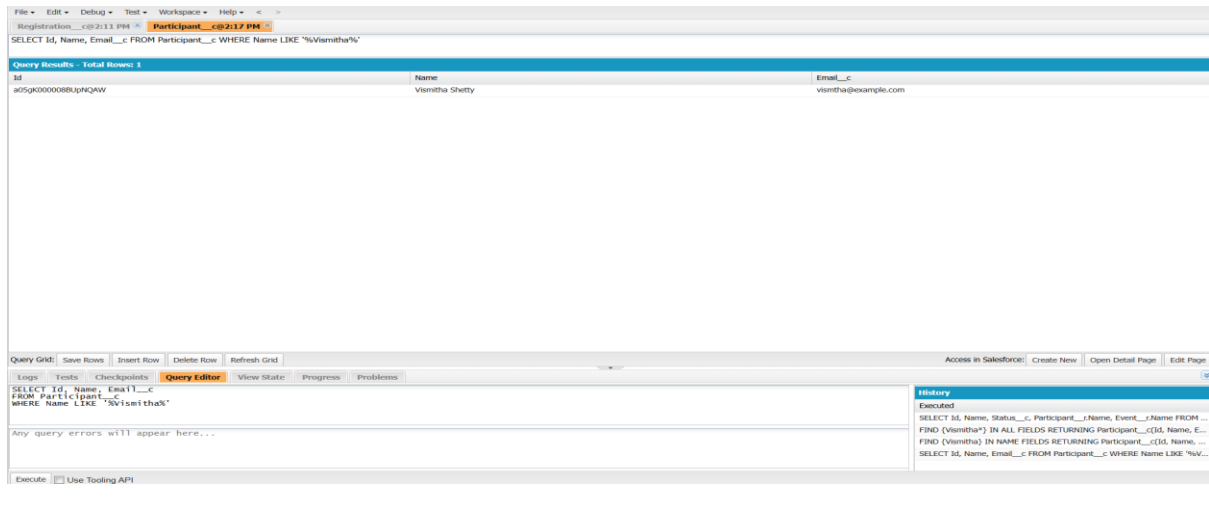 File Edit Debug Test Workspace Help < >
Registration__c@2:11 PM Participant__c@2:17 PM
SELECT Id, Name, Email__c FROM Participant__c WHERE Name LIKE '%Vismitha%'
Query Results - Total Rows: 1
Id Name Email__c
a05gK000008BUpNQAW Vismitha Shetty vismtha@example.com
Query Grid: Save Rows Insert Row Delete Row Refresh Grid Access in Salesforce: Create New Open Detail Page Edit Page
Logs Tests Checkpoints Query Editor View State Progress Problems
SELECT Id, Name, Email__c
FROM Participant__c
WHERE Name LIKE '%Vismitha%'
Any query errors will appear here...
History
Executed
SELECT Id, Name, Status__c, Participant__r.Name, Event__r.Name FROM ...
FIND {Vismitha*} IN ALL FIELDS RETURNING Participant__c(Id, Name, E...
FIND {Vismitha} IN NAME FIELDS RETURNING Participant__c(Id, Name, ...
SELECT Id, Name, Email__c FROM Participant__c WHERE Name LIKE '%V...
Execute Use Tooling API